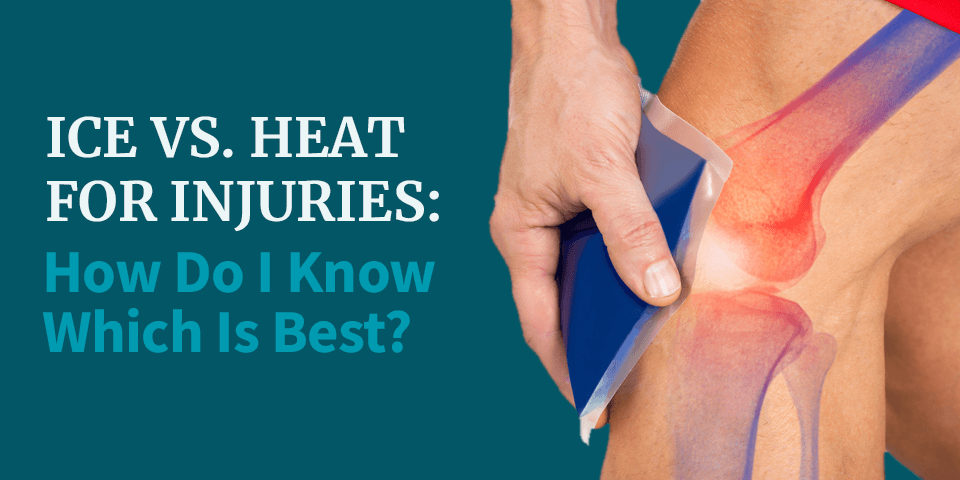 ICE VS. HEAT
FOR INJURIES:
How Do I Know
Which Is Best?